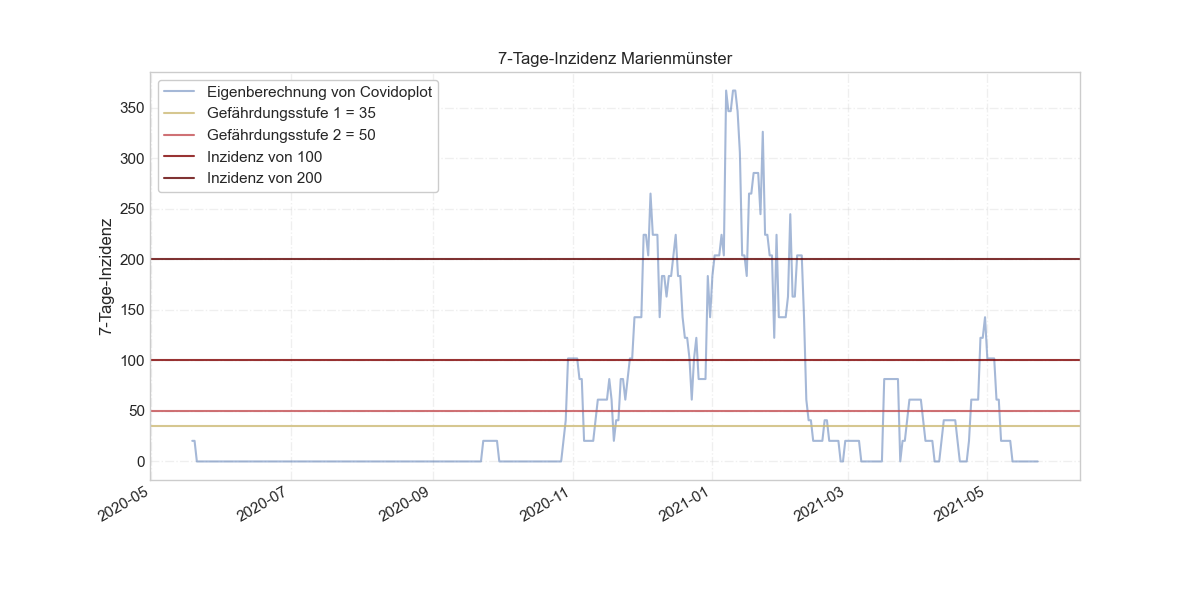 7-Tage-Inzidenz Marienmünster
Eigenberechnung von Covidoplot
Gefährdungsstufe 1 = 35
Gefährdungsstufe 2 = 50
Inzidenz von 100
Inzidenz von 200
7-Tage-Inzidenz
350
300
250
200
150
100
50
0
2020-05
2020-07
2020-09
2020-11
2021-01
2021-03
2021-05